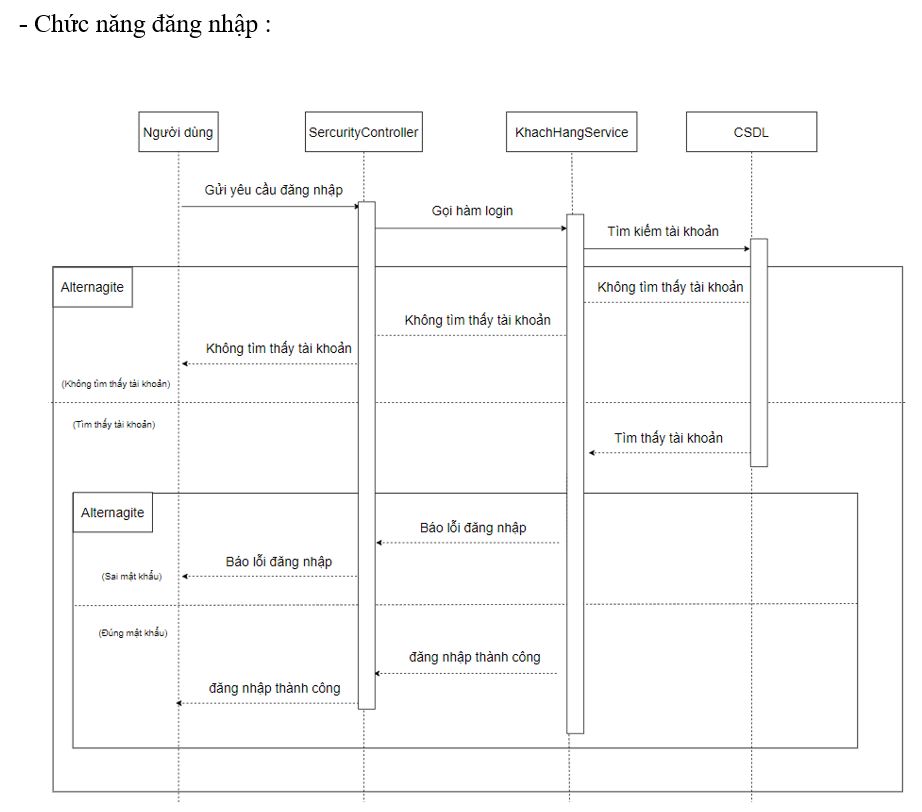 - Chức năng đăng nhập :
Người dùng
SercurityController
KhachHangService
CSDL
Gửi yêu cầu đăng nhập
Gọi hàm login
Tìm kiếm tài khoản
Alternagite
Không tìm thấy tài khoản
Không tìm thấy tài khoản
Không tìm thấy tài khoản
(Không tìm thấy tài khoản)
(Tìm thấy tài khoản)
Tìm thấy tài khoản
Alternagite
Báo lỗi đăng nhập
Báo lỗi đăng nhập
(Sai mật khẩu)
(Đúng mật khẩu)
đăng nhập thành công
đăng nhập thành công